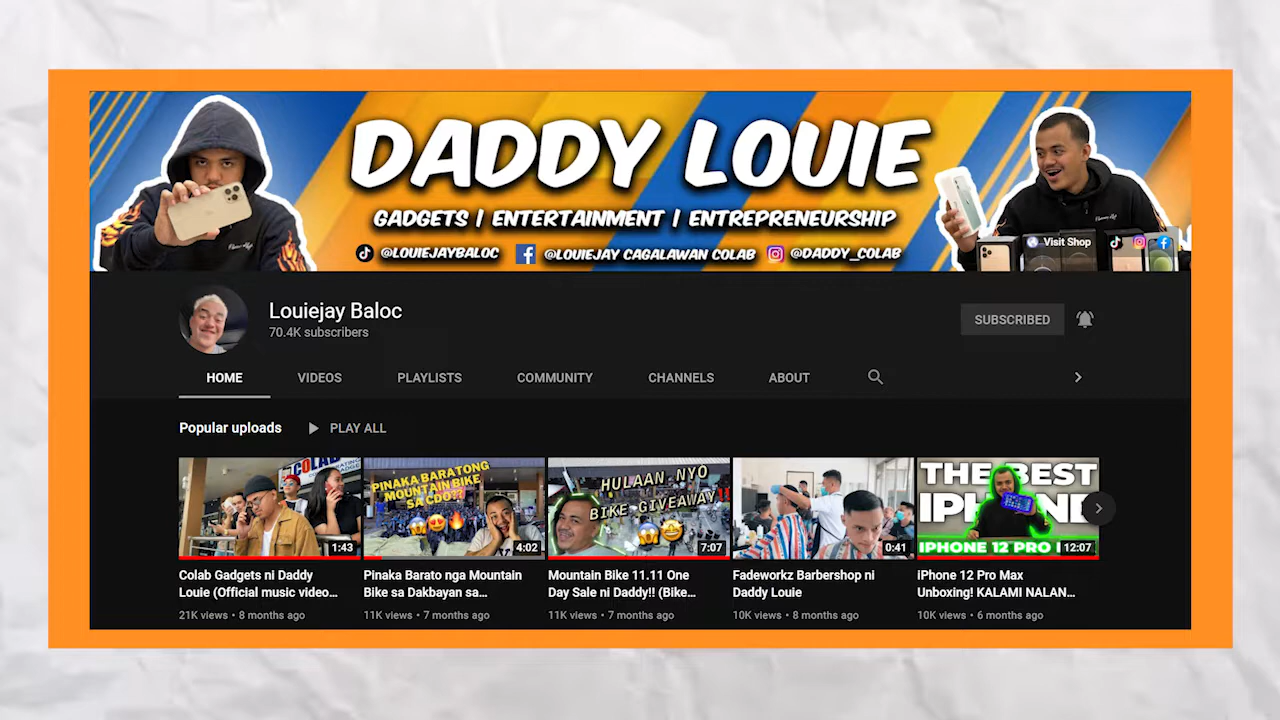 DADDY LOUIE
GADGETS | ENTERTAINMENT | ENTREPRENEURSHIP
@LOUIEJAYBALOC @LOUIEJAY CAGALAWAN COLAB @DADDY_COLAB
Visit Shop
Louiejay Baloc
70.4K subscribers
SUBSCRIBED
HOME VIDEOS PLAYLISTS COMMUNITY CHANNELS ABOUT
Popular uploads PLAY ALL
COLA
1:43
PINAKA BARATONG
MOUNTAIN BIKE
SA CDO??
4:02
HULAAN NYO
BIKE GIVEAWAY
7:07
0:41
THE BEST
IPHONE
IPHONE 12 PRO
12:07
Colab Gadgets ni Daddy
Louie (Official music video...
21K views • 8 months ago
Pinaka Barato nga Mountain
Bike sa Dakbayan sa...
11K views • 7 months ago
Mountain Bike 11.11 One
Day Sale ni Daddy!! (Bike...
11K views • 7 months ago
Fadeworkz Barbershop ni
Daddy Louie
10K views • 8 months ago
iPhone 12 Pro Max
Unboxing! KALAMI NALAN...
10K views • 6 months ago